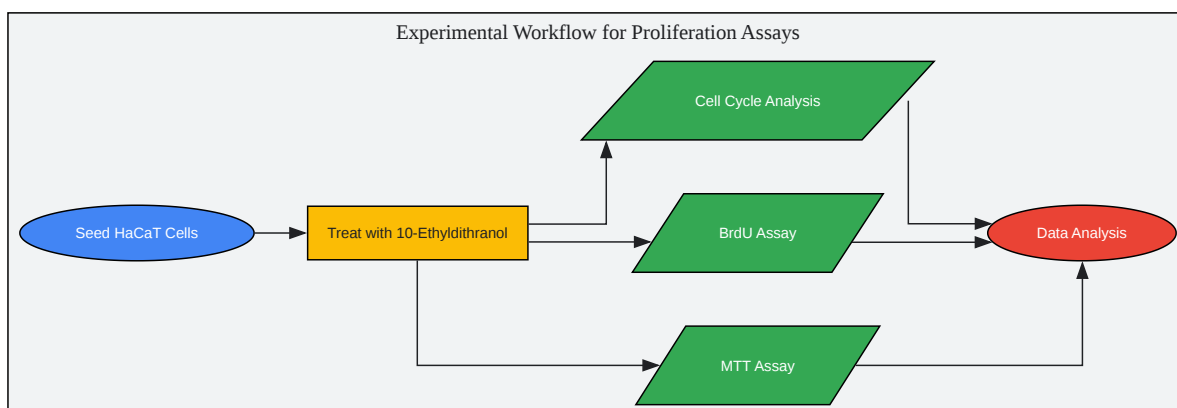 Experimental Workflow for Proliferation Assays
Cell Cycle Analysis
Seed HaCaT Cells
Treat with 10-Ethyldithranol
BrdU Assay
Data Analysis
MTT Assay